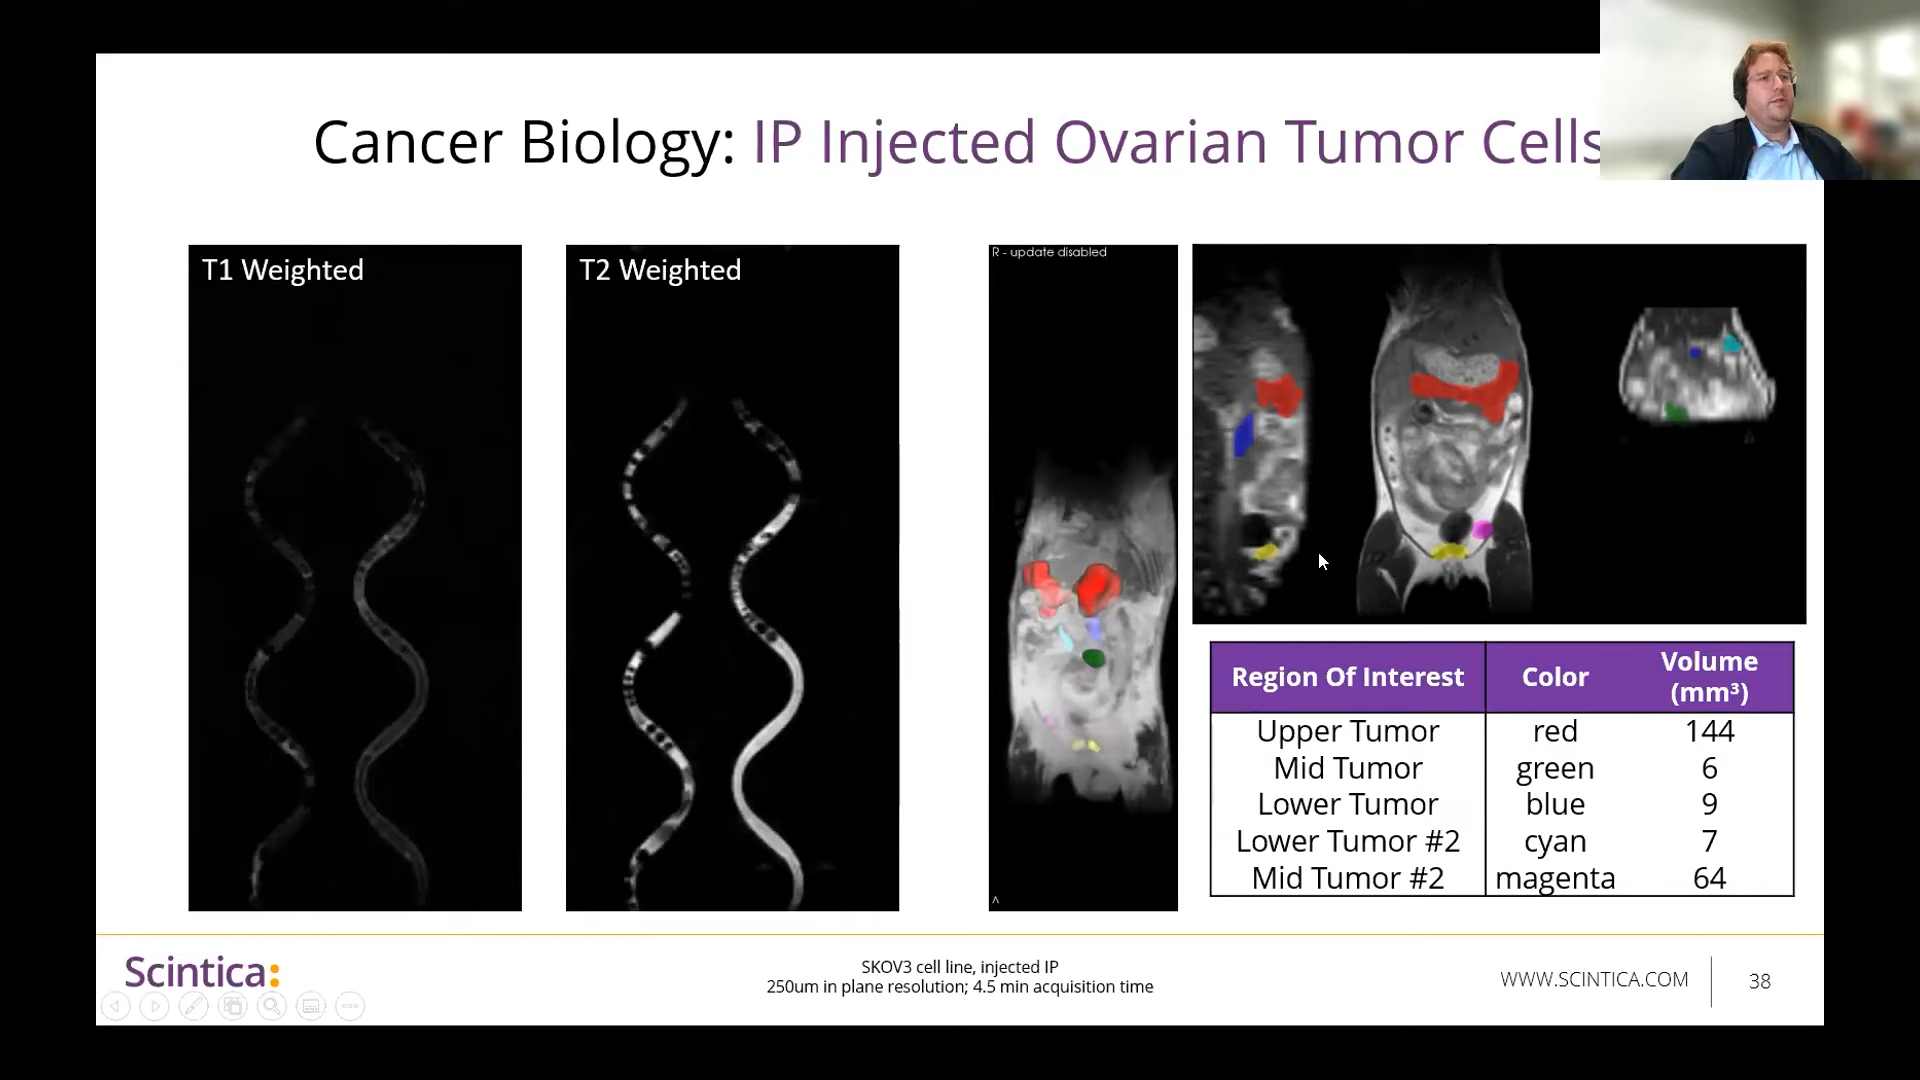 Cancer Biology: IP Injected Ovarian Tumor Cells
T1 Weighted
T2 Weighted
R - update disabled
A
Region Of Interest Color Volume (mm³)
Upper Tumor red 144
Mid Tumor green 6
Lower Tumor blue 9
Lower Tumor #2 cyan 7
Mid Tumor #2 magenta 64
Scintica:
SKOV3 cell line, injected IP
250um in plane resolution; 4.5 min acquisition time
WWW.SCINTICA.COM 38